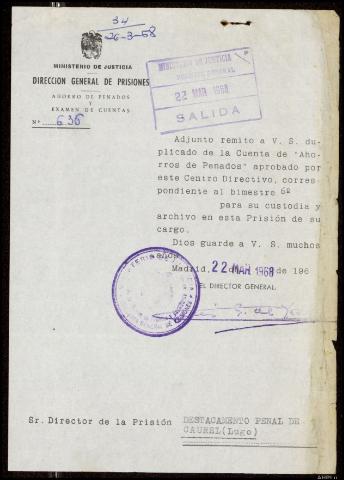 34
26-3-68
MINISTERIO DE JUSTICIA
DIRECCION GENERAL DE PRISIONES
AHORRO DE PENADOS
Y
EXAMEN DE CUENTAS
Nº 636
MINISTERIO DE JUSTICIA
REGISTRO GENERAL
22 MAR 1968
SALIDA
Adjunto remito a V. S. du-
plicado de la Cuenta de "Aho-
rros de Penados" aprobado por
este Centro Directivo, corres-
pondiente al bimestre 6º
para su custodia y
archivo en esta Prisión de su
cargo.
Dios guarde a V. S. muchos
años.
Madrid, 22 MAR 1968 de 196
EL DIRECTOR GENERAL.
Sr. Director de la Prisión DESTACAMENTO PENAL DE
CAUREL(Lugo)